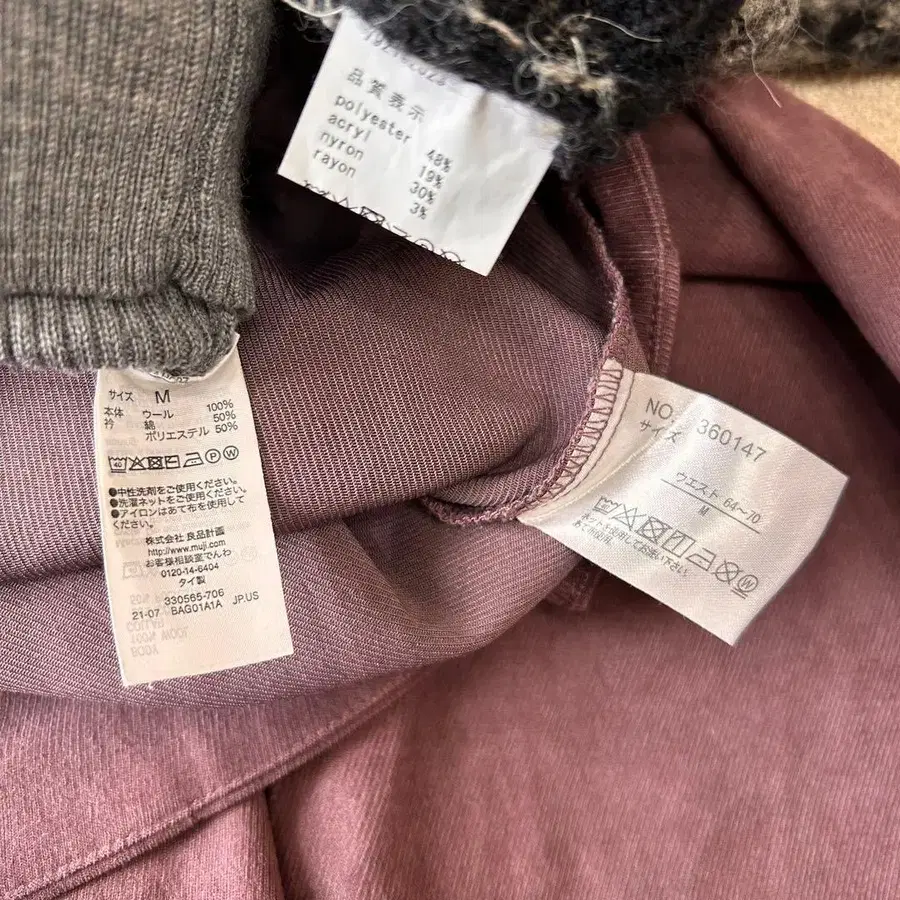 品質表示
polyester 48%
acryl 19%
nyron 30%
rayon 3%
サイズ M
本体 ウール 100%
衿 綿 50%
ポリエステル 50%
●中性洗剤をご使用ください。
●洗濯ネットをご使用ください。
●アイロンはあて布を使用して
ください。
株式会社 良品計画
https://www.muji.com
お客様相談室でんわ
0120-14-6404
タイ製
330565-706
21-07 BAG01A1A JP.US
NO. 360147
サイズ
ウエスト 64~70
M